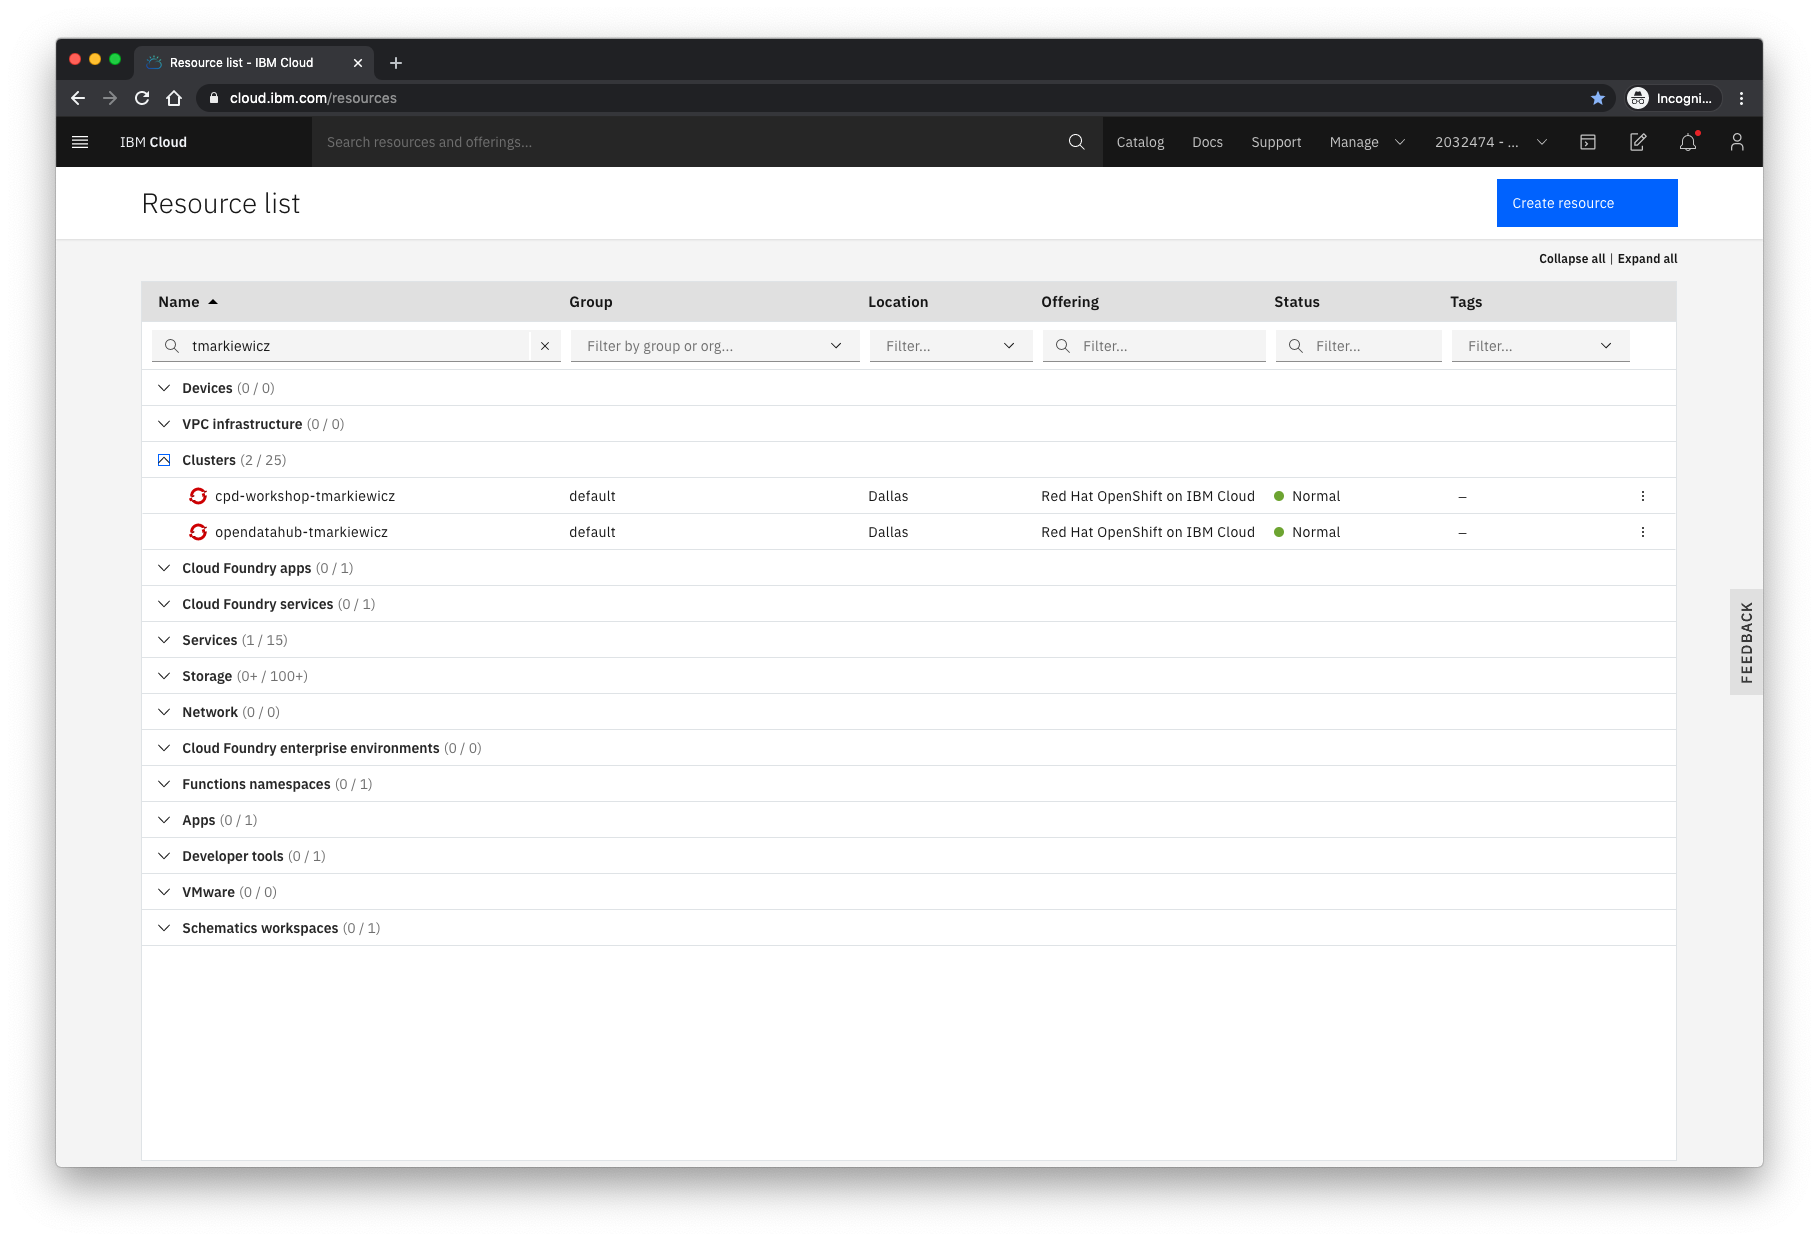 Resource list - IBM Cloud
cloud.ibm.com/resources
Incogni...
IBM Cloud
Search resources and offerings...
Catalog
Docs
Support
Manage
2032474 - ...
Resource list
Create resource
Collapse all | Expand all
Name Group Location Offering Status Tags
tmarkiewicz Filter by group or org... Filter... Filter... Filter... Filter...
Devices (0 / 0)
VPC infrastructure (0 / 0)
Clusters (2 / 25)
cpd-workshop-tmarkiewicz default Dallas Red Hat OpenShift on IBM Cloud Normal –
opendatahub-tmarkiewicz default Dallas Red Hat OpenShift on IBM Cloud Normal –
Cloud Foundry apps (0 / 1)
Cloud Foundry services (0 / 1)
Services (1 / 15)
Storage (0+ / 100+)
Network (0 / 0)
Cloud Foundry enterprise environments (0 / 0)
Functions namespaces (0 / 1)
Apps (0 / 1)
Developer tools (0 / 1)
VMware (0 / 0)
Schematics workspaces (0 / 1)
FEEDBACK